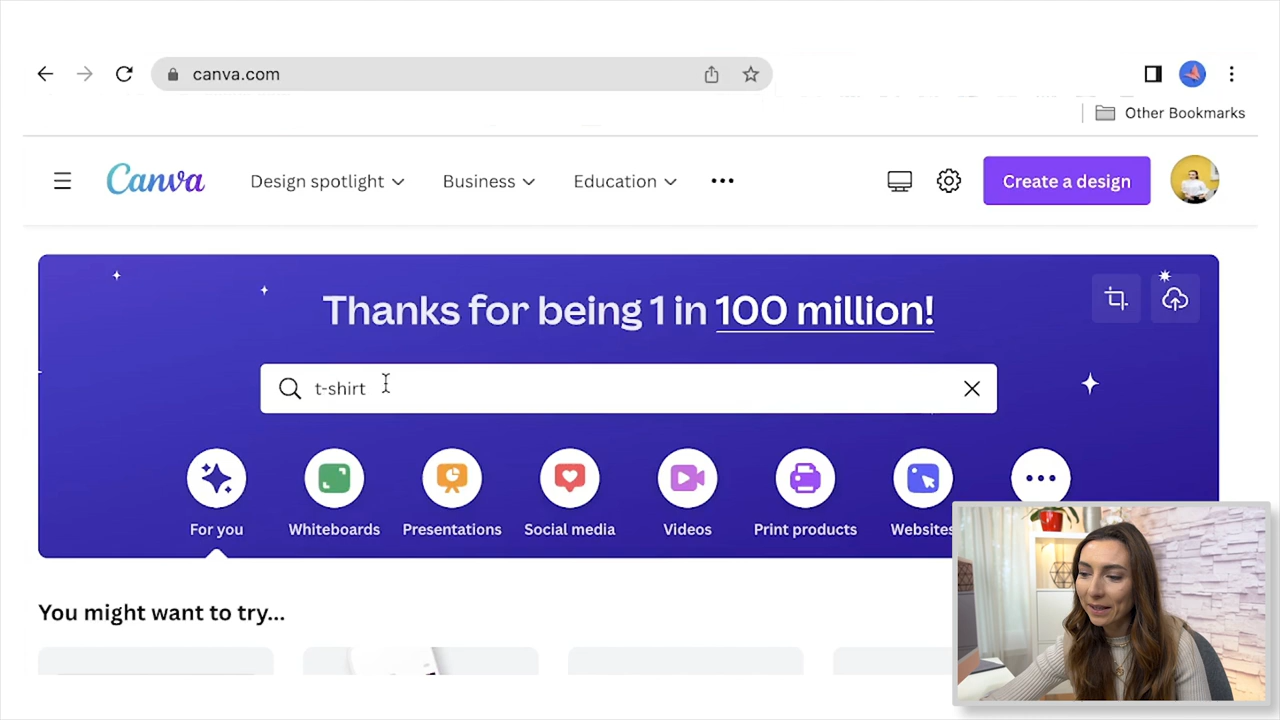 canva.com
Other Bookmarks
Canva
Design spotlight
Business
Education
Create a design
Thanks for being 1 in 100 million!
t-shirt
For you
Whiteboards
Presentations
Social media
Videos
Print products
Websites
You might want to try...